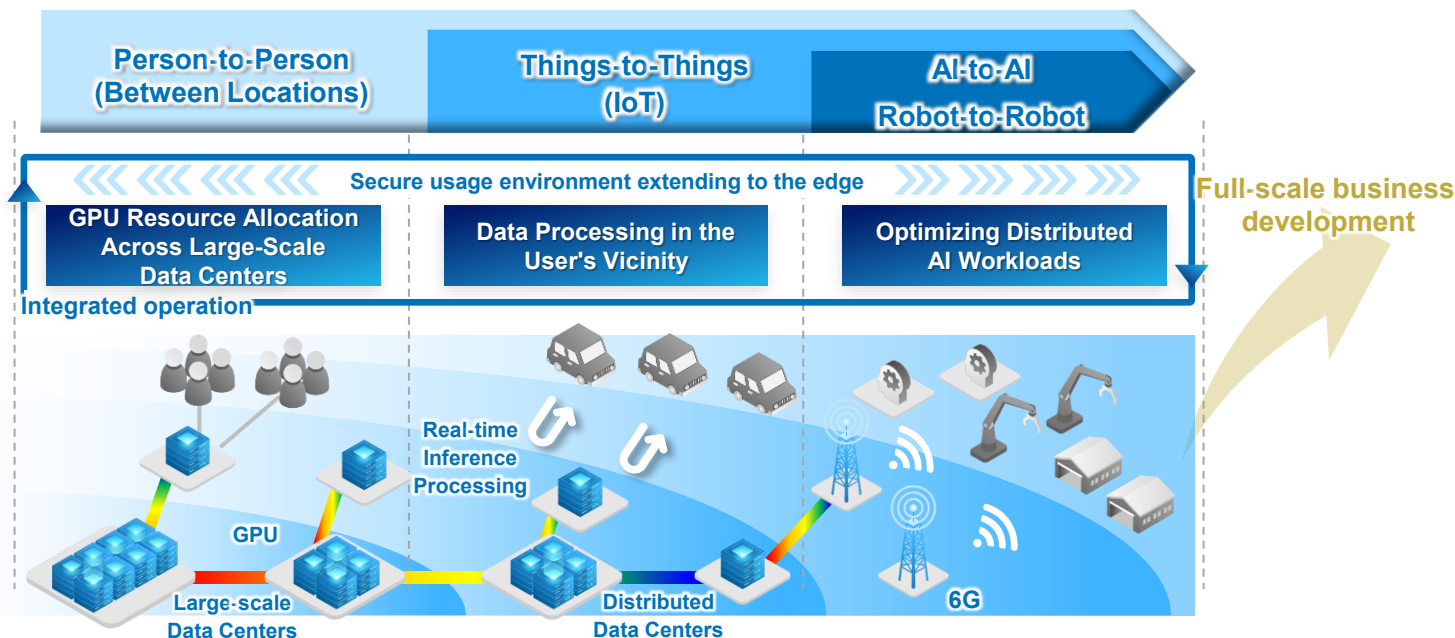 Person-to-Person
(Between Locations)
Things-to-Things
(IoT)
AI-to-AI
Robot-to-Robot
Secure usage environment extending to the edge
GPU Resource Allocation
Across Large-Scale
Data Centers
Data Processing in the
User's Vicinity
Optimizing Distributed
AI Workloads
Integrated operation
Full-scale business
development
Real-time
Inference
Processing
GPU
Large-scale
Data Centers
Distributed
Data Centers
6G